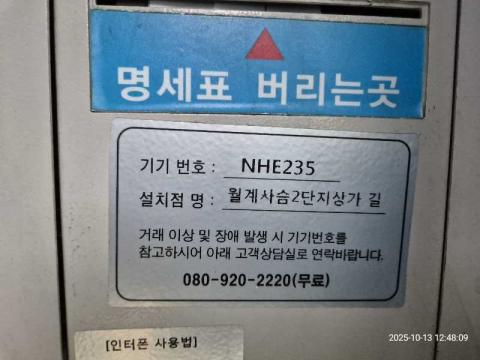 명세표 버리는곳
기기 번호 : NHE235
설치점 명 : 월계사슴2단지상가 길
거래 이상 및 장애 발생 시 기기번호를
참고하시어 아래 고객상담실로 연락바랍니다.
080-920-2220(무료)
[인터폰 사용법]
2025-10-13 12:48:09